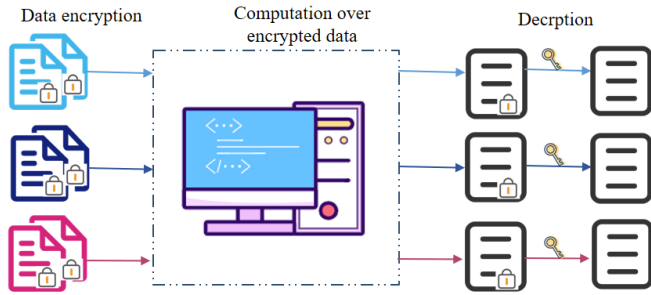 Data encryption
Computation over
encrypted data
Decrption
<···>
</···>